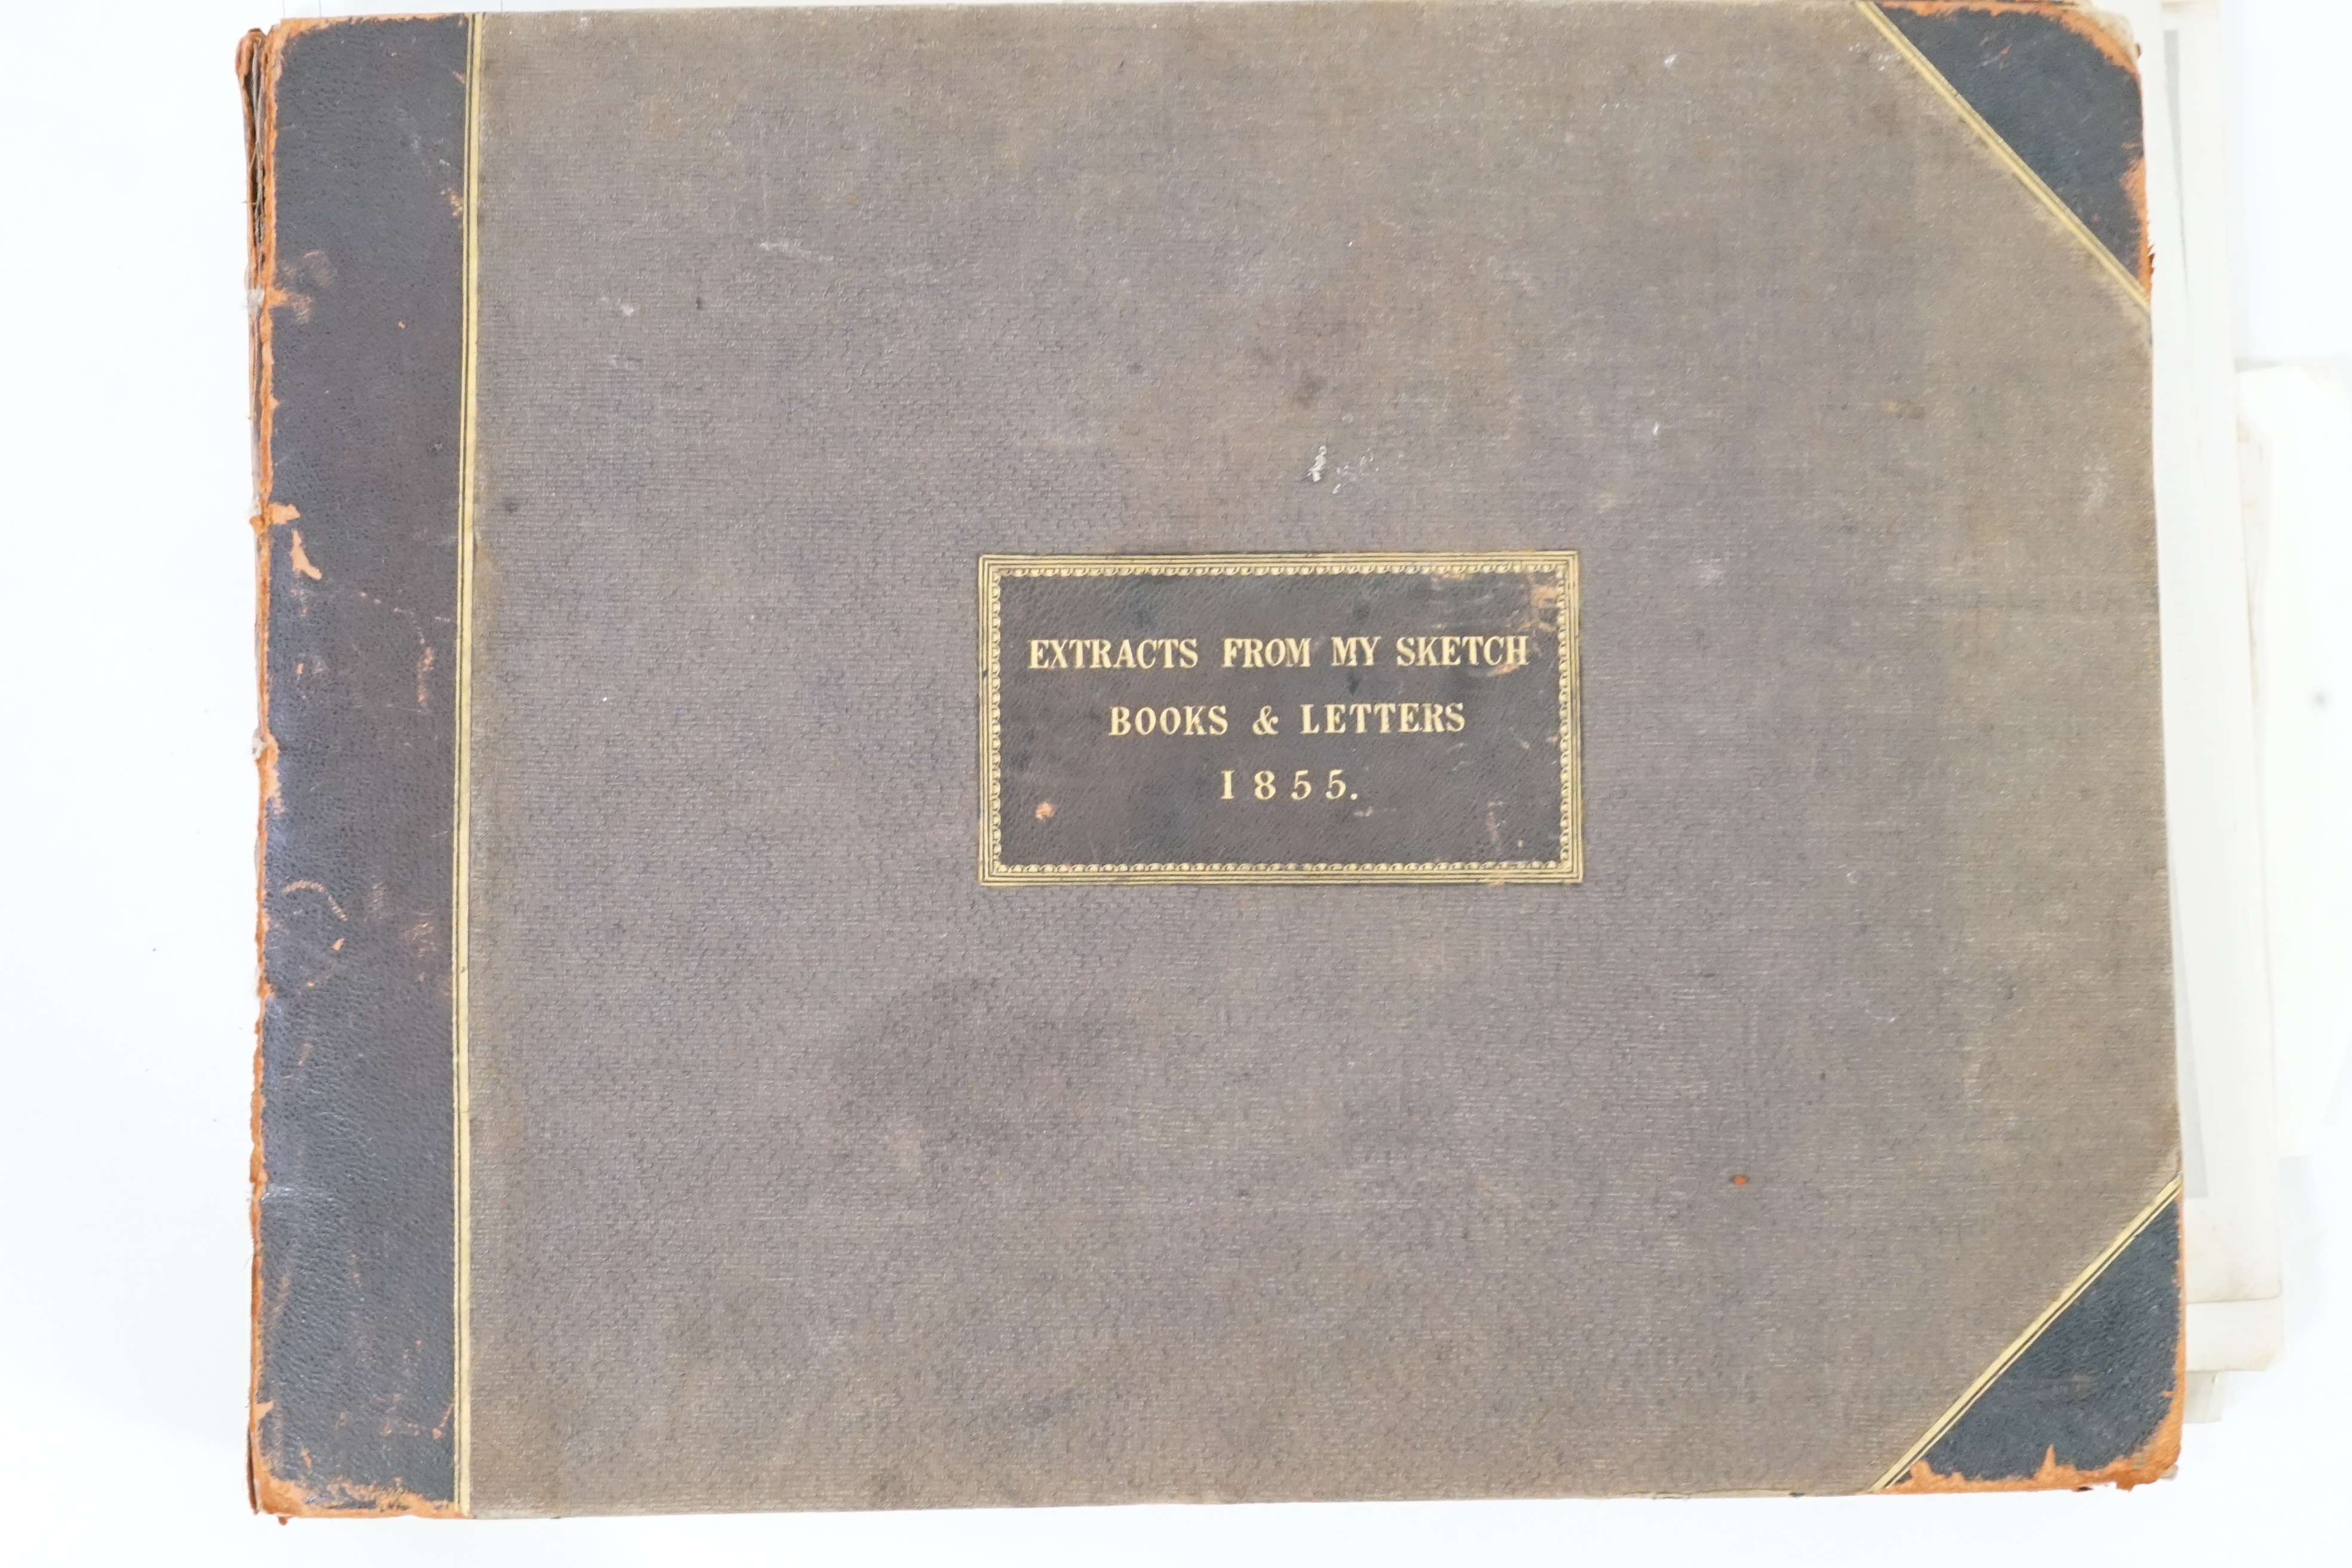 EXTRACTS FROM MY SKETCH
BOOKS & LETTERS
1855.